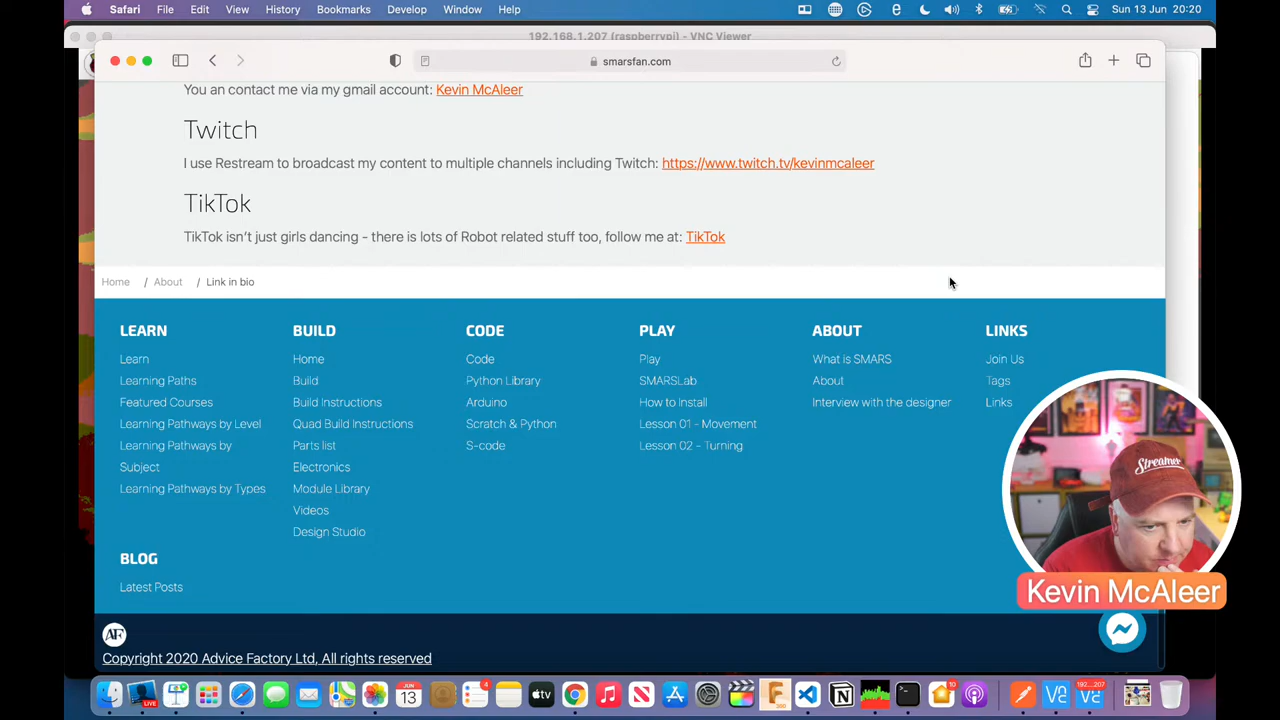 Safari File Edit View History Bookmarks Develop Window Help Sun 13 Jun 20:20
192.168.1.207 (raspberrypi) - VNC Viewer
smarsfan.com
You an contact me via my gmail account: Kevin McAleer
Twitch
I use Restream to broadcast my content to multiple channels including Twitch: https://www.twitch.tv/kevinmcaleer
TikTok
TikTok isn't just girls dancing - there is lots of Robot related stuff too, follow me at: TikTok
Home / About / Link in bio
LEARN
Learn
Learning Paths
Featured Courses
Learning Pathways by Level
Learning Pathways by
Subject
Learning Pathways by Types
BUILD
Home
Build
Build Instructions
Quad Build Instructions
Parts list
Electronics
Module Library
Videos
Design Studio
CODE
Code
Python Library
Arduino
Scratch & Python
S-code
PLAY
Play
SMARSLab
How to Install
Lesson 01 - Movement
Lesson 02 - Turning
ABOUT
What is SMARS
About
Interview with the designer
LINKS
Join Us
Tags
Links
BLOG
Latest Posts
Streamer
Kevin McAleer
AF
Copyright 2020 Advice Factory Ltd, All rights reserved